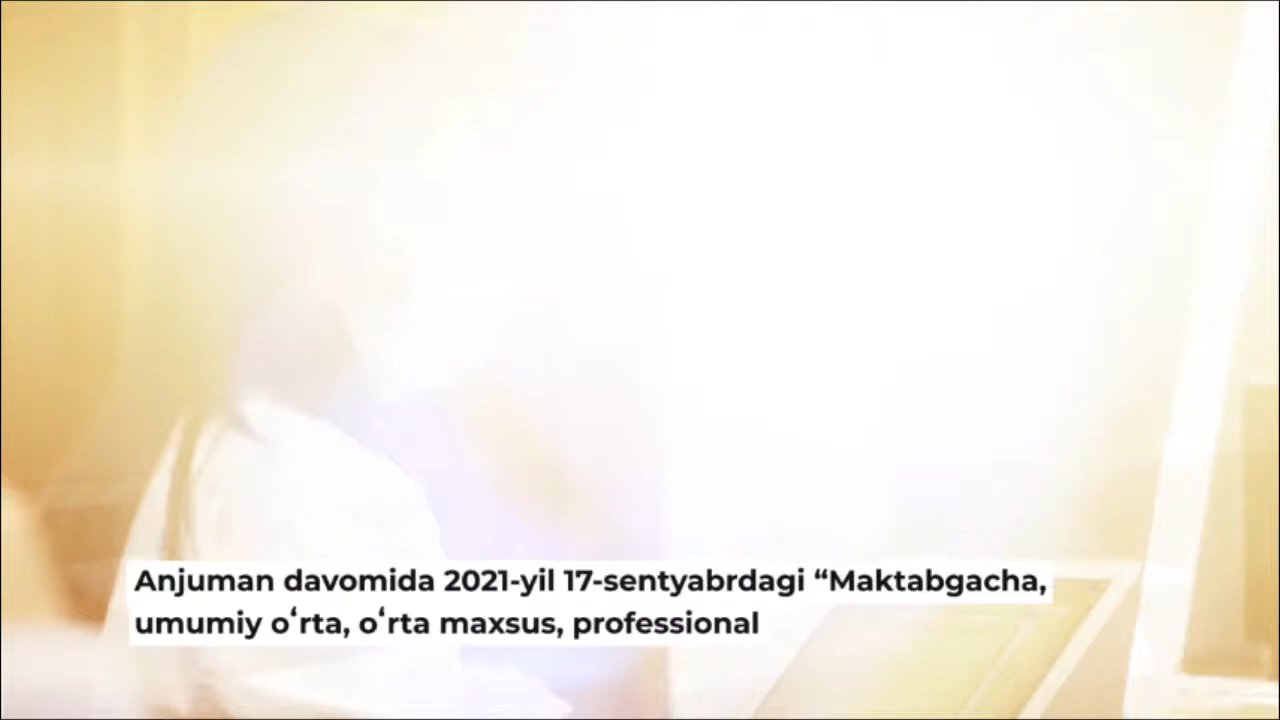 Anjuman davomida 2021-yil 17-sentyabrdagi “Maktabgacha,
umumiy oʻrta, oʻrta maxsus, professional